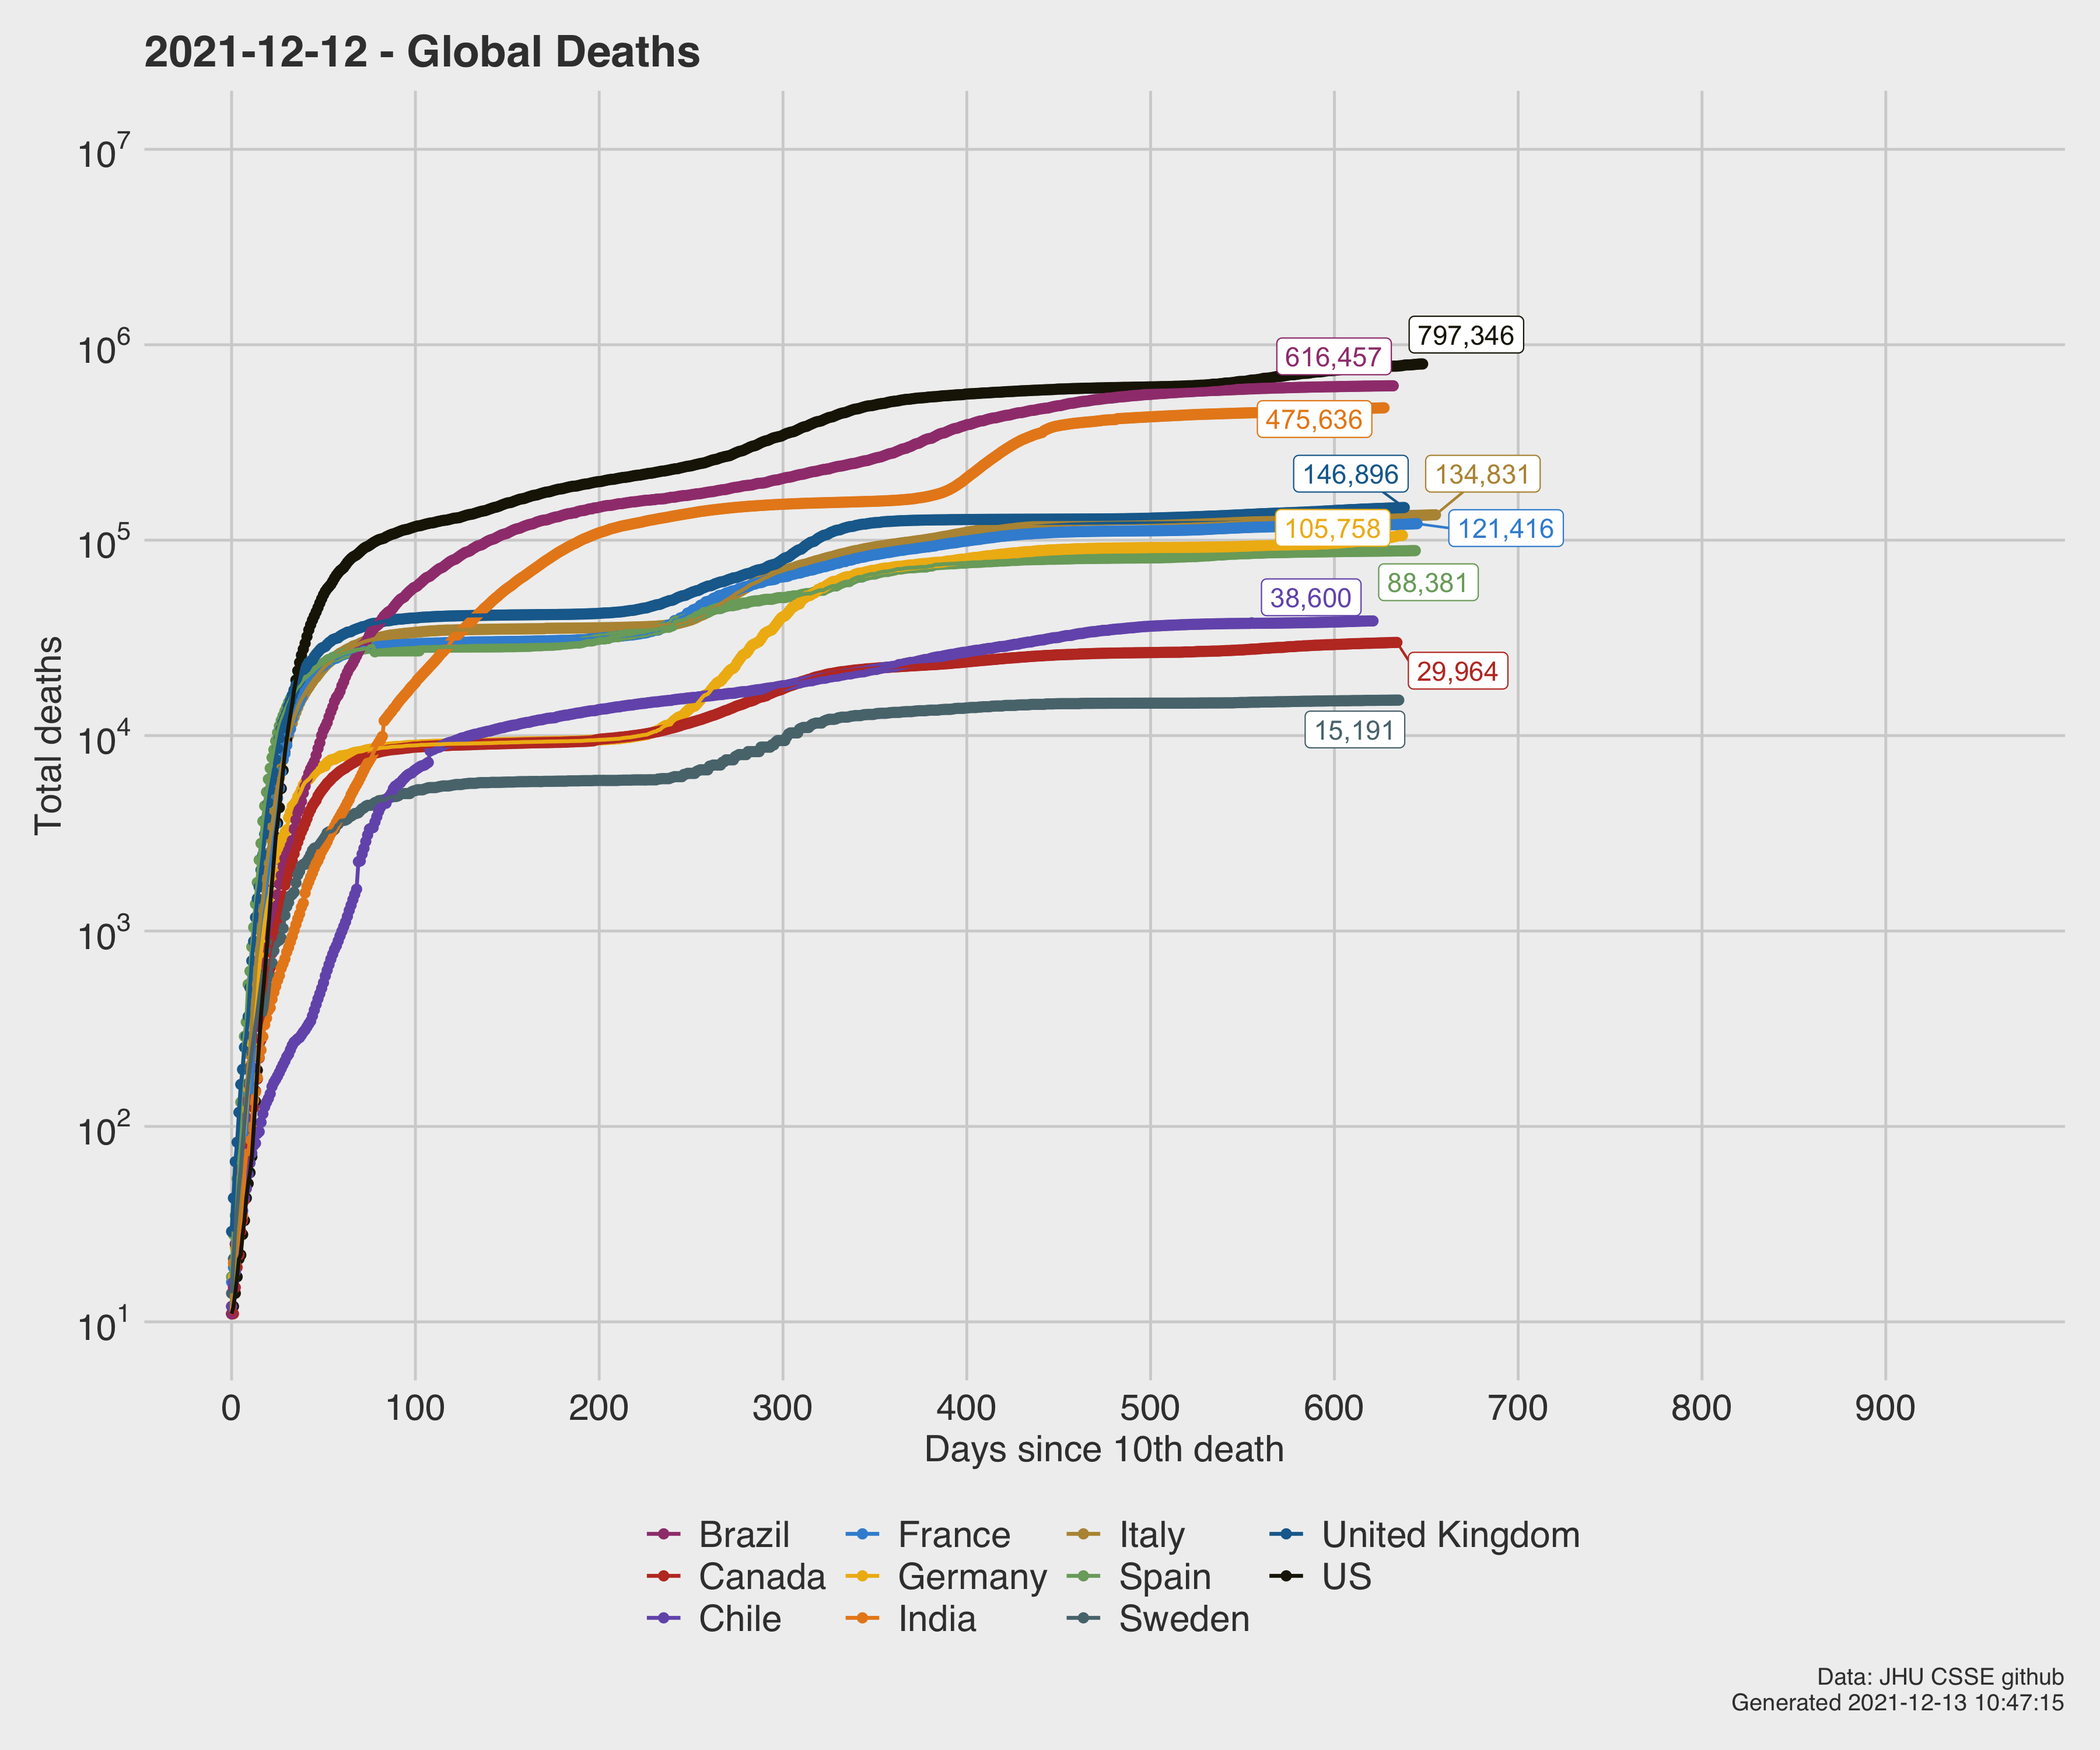 2021-12-12 - Global Deaths
10^7
10^6
10^5
10^4
10^3
10^2
10^1
Total deaths
797,346
616,457
475,636
146,896
134,831
105,758
121,416
88,381
38,600
29,964
15,191
0 100 200 300 400 500 600 700 800 900
Days since 10th death
Brazil France Italy United Kingdom
Canada Germany Spain US
Chile India Sweden
Data: JHU CSSE github
Generated 2021-12-13 10:47:15